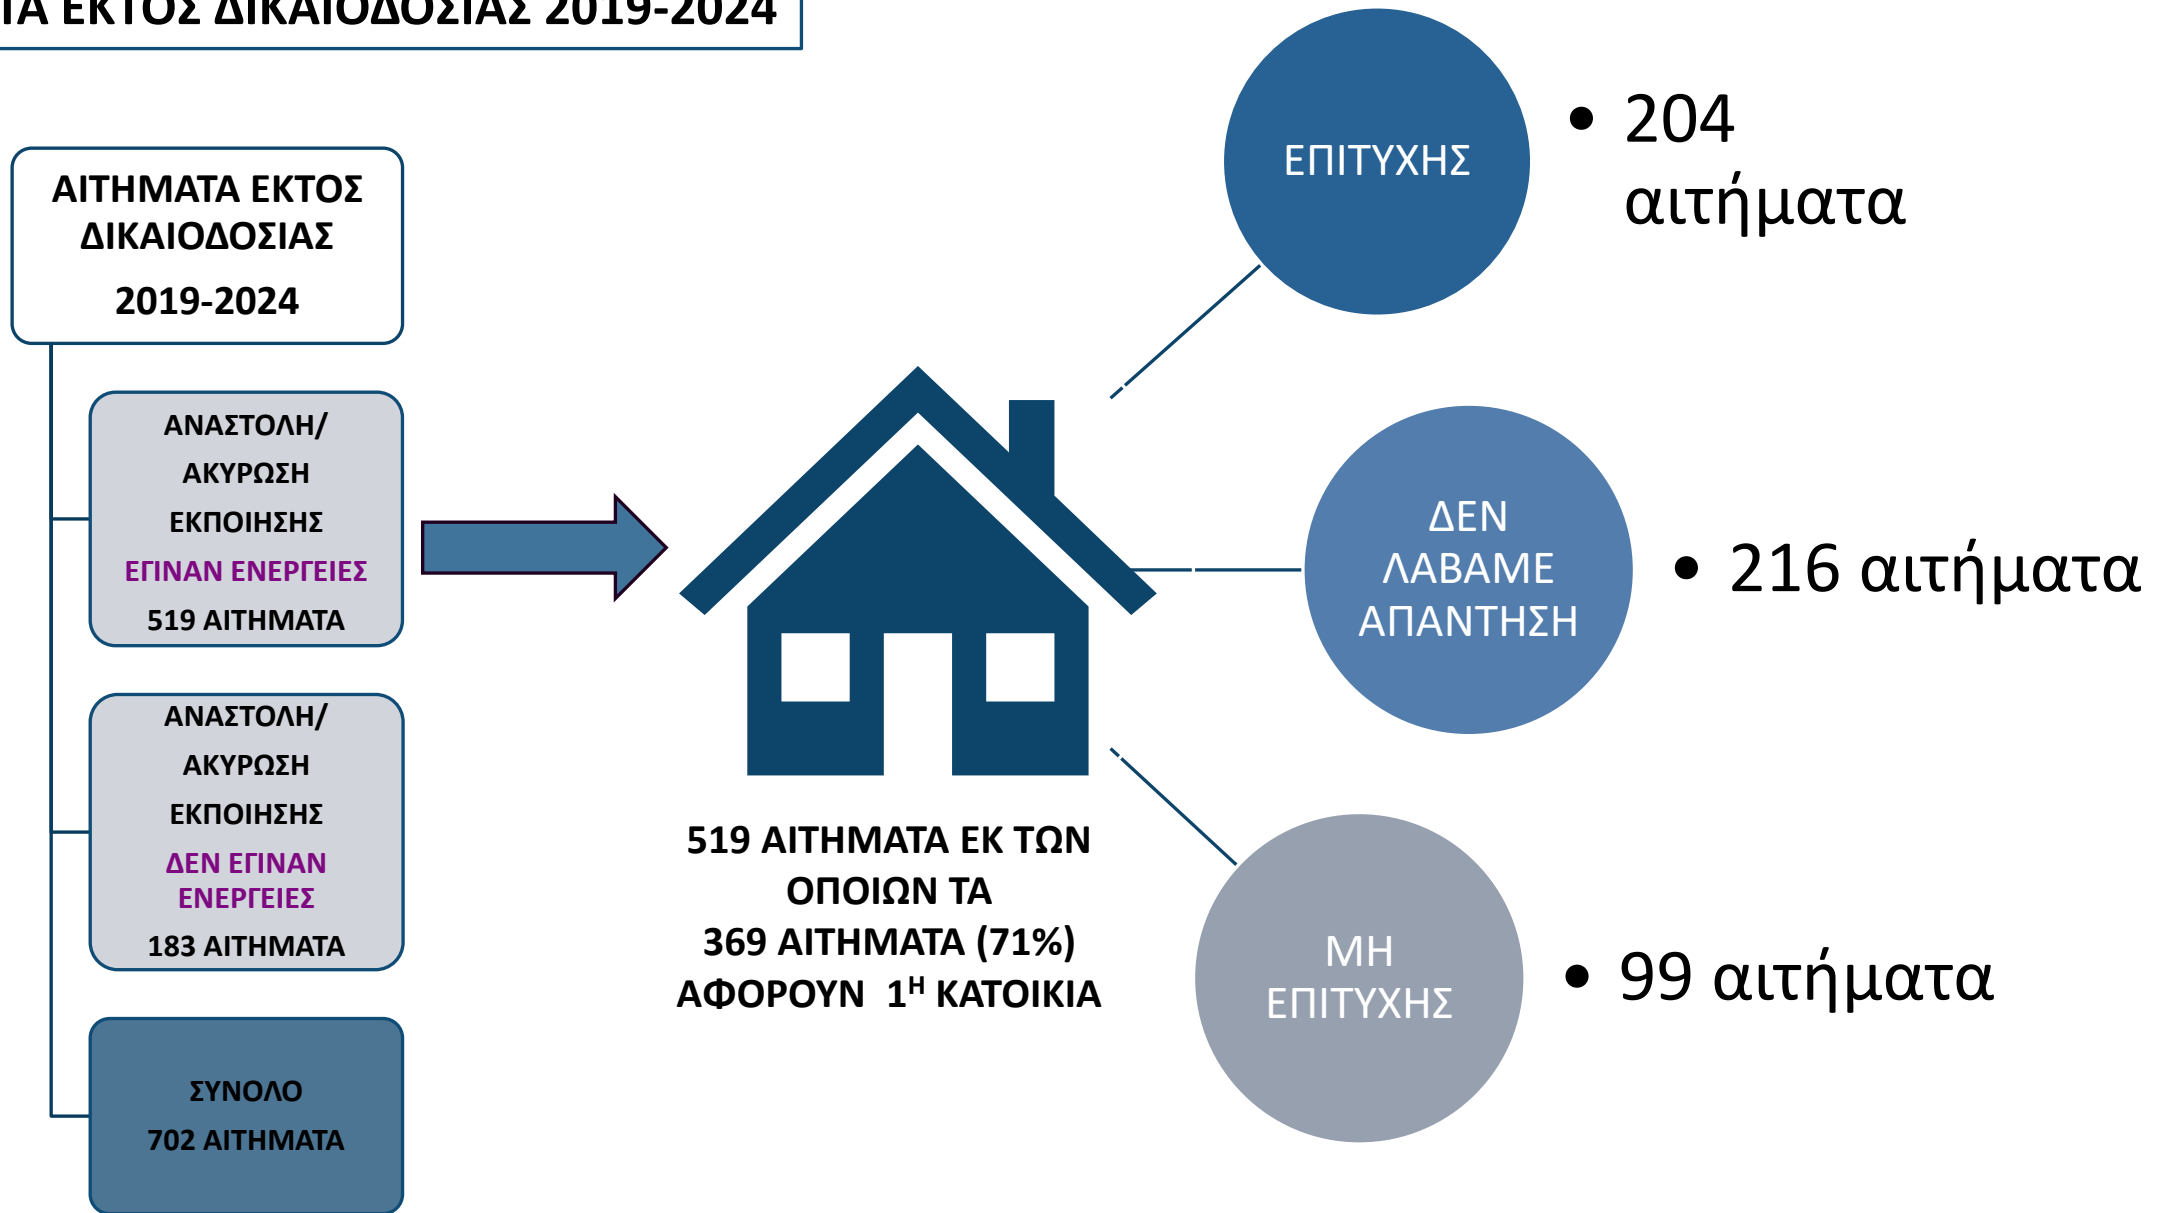 ΤΑ ΕΚΤΟΣ ΔΙΚΑΙΟΔΟΣΙΑΣ 2019-2024
ΑΙΤΗΜΑΤΑ ΕΚΤΟΣ
ΔΙΚΑΙΟΔΟΣΙΑΣ
2019-2024
ΑΝΑΣΤΟΛΗ/
ΑΚΥΡΩΣΗ
ΕΚΠΟΙΗΣΗΣ
ΕΓΙΝΑΝ ΕΝΕΡΓΕΙΕΣ
519 ΑΙΤΗΜΑΤΑ
ΑΝΑΣΤΟΛΗ/
ΑΚΥΡΩΣΗ
ΕΚΠΟΙΗΣΗΣ
ΔΕΝ ΕΓΙΝΑΝ
ΕΝΕΡΓΕΙΕΣ
183 ΑΙΤΗΜΑΤΑ
ΣΥΝΟΛΟ
702 ΑΙΤΗΜΑΤΑ
519 ΑΙΤΗΜΑΤΑ ΕΚ ΤΩΝ
ΟΠΟΙΩΝ ΤΑ
369 ΑΙΤΗΜΑΤΑ (71%)
ΑΦΟΡΟΥΝ 1Η ΚΑΤΟΙΚΙΑ
ΕΠΙΤΥΧΗΣ
• 204
αιτήματα
ΔΕΝ
ΛΑΒΑΜΕ
ΑΠΑΝΤΗΣΗ
• 216 αιτήματα
ΜΗ
ΕΠΙΤΥΧΗΣ
• 99 αιτήματα